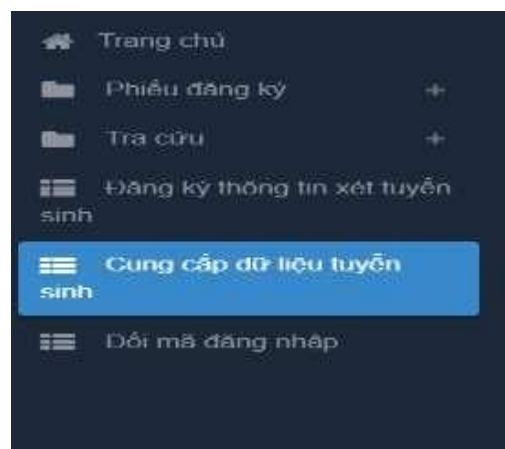 Trang chủ
Phiếu đăng ký +
Tra cứu +
Đăng ký thông tin xét tuyển
sinh
Cung cấp dữ liệu tuyển
sinh
Đổi mã đăng nhập